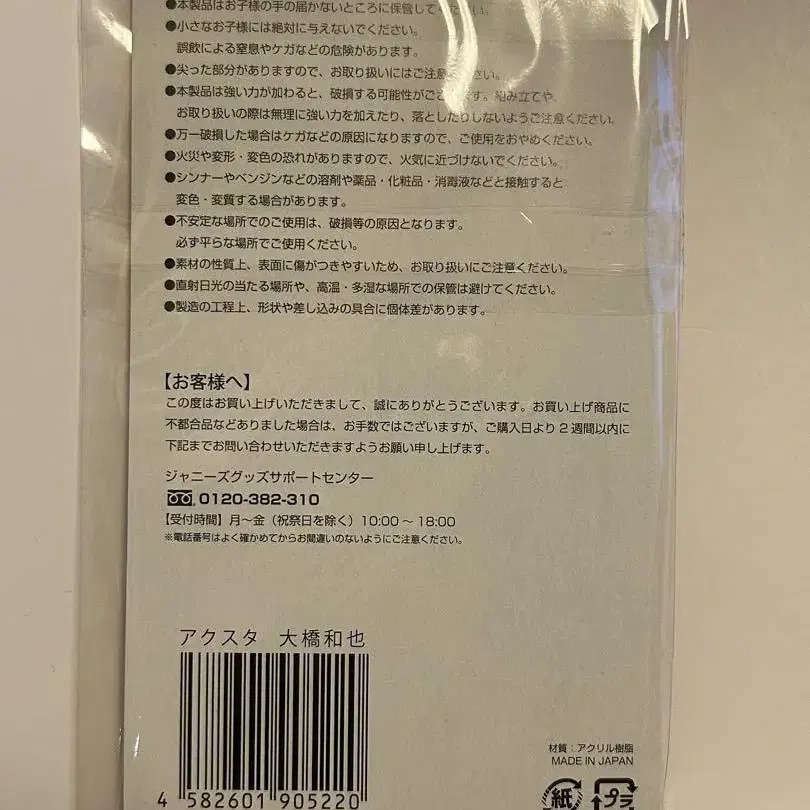 ●本製品はお子様の手の届かないところに保管してください。
●小さなお子様には絶対に与えないでください。
誤飲による窒息やケガなどの危険があります。
●尖った部分がありますので、お取り扱いにはご注意ください。
●本製品は強い力が加わると、破損する可能性がございます。組み立てや、
お取り扱いの際は無理に強い力を加えたり、落としたりしないようご注意ください。
●万一破損した場合はケガなどの原因になりますので、ご使用をおやめください。
●火災や変形・変色の恐れがありますので、火気に近づけないでください。
●シンナーやベンジンなどの溶剤や薬品・化粧品・消毒液などと接触すると
変色・変質する場合があります。
●不安定な場所でのご使用は、破損等の原因となります。
必ず平らな場所でご使用ください。
●素材の性質上、表面に傷がつきやすいため、お取り扱いにご注意ください。
●直射日光の当たる場所や、高温・多湿な場所での保管は避けてください。
●製造の工程上、形状や差し込みの具合に個体差があります。
【お客様へ】
この度はお買い上げいただきまして、誠にありがとうございます。お買い上げ商品に
不都合品などありました場合は、お手数ではございますが、ご購入日より2週間以内に
下記までお問い合わせいただきますようお願い申し上げます。
ジャニーズグッズサポートセンター
0120-382-310
【受付時間】月〜金（祝祭日を除く）10:00〜18:00
※電話番号はよく確かめてからお間違いのないようにご注意ください。
アクスタ 大橋和也
4 582601 905220
材質：アクリル樹脂
MADE IN JAPAN
紙 プラ